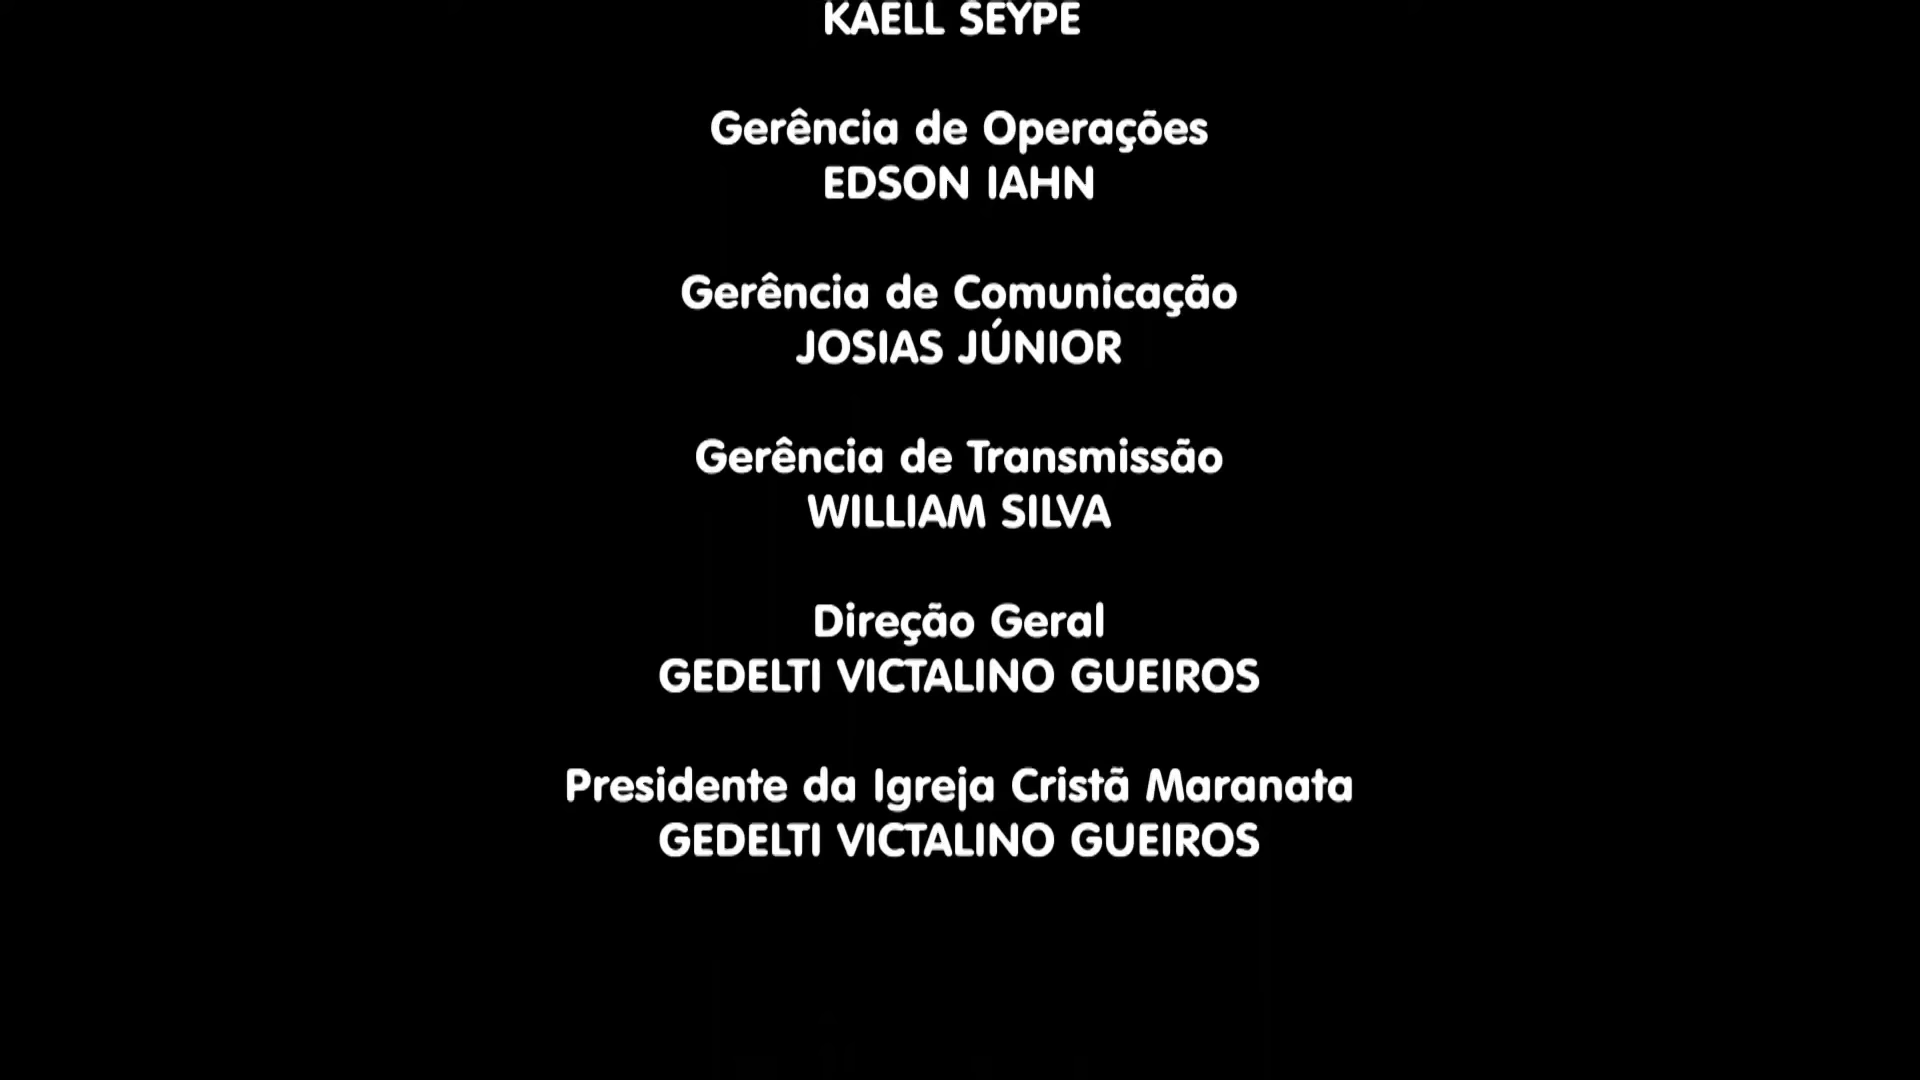 KAELL SEYPE
Gerência de Operações
EDSON IAHN
Gerência de Comunicação
JOSIAS JÚNIOR
Gerência de Transmissão
WILLIAM SILVA
Direção Geral
GEDELTI VICTALINO GUEIROS
Presidente da Igreja Cristã Maranata
GEDELTI VICTALINO GUEIROS